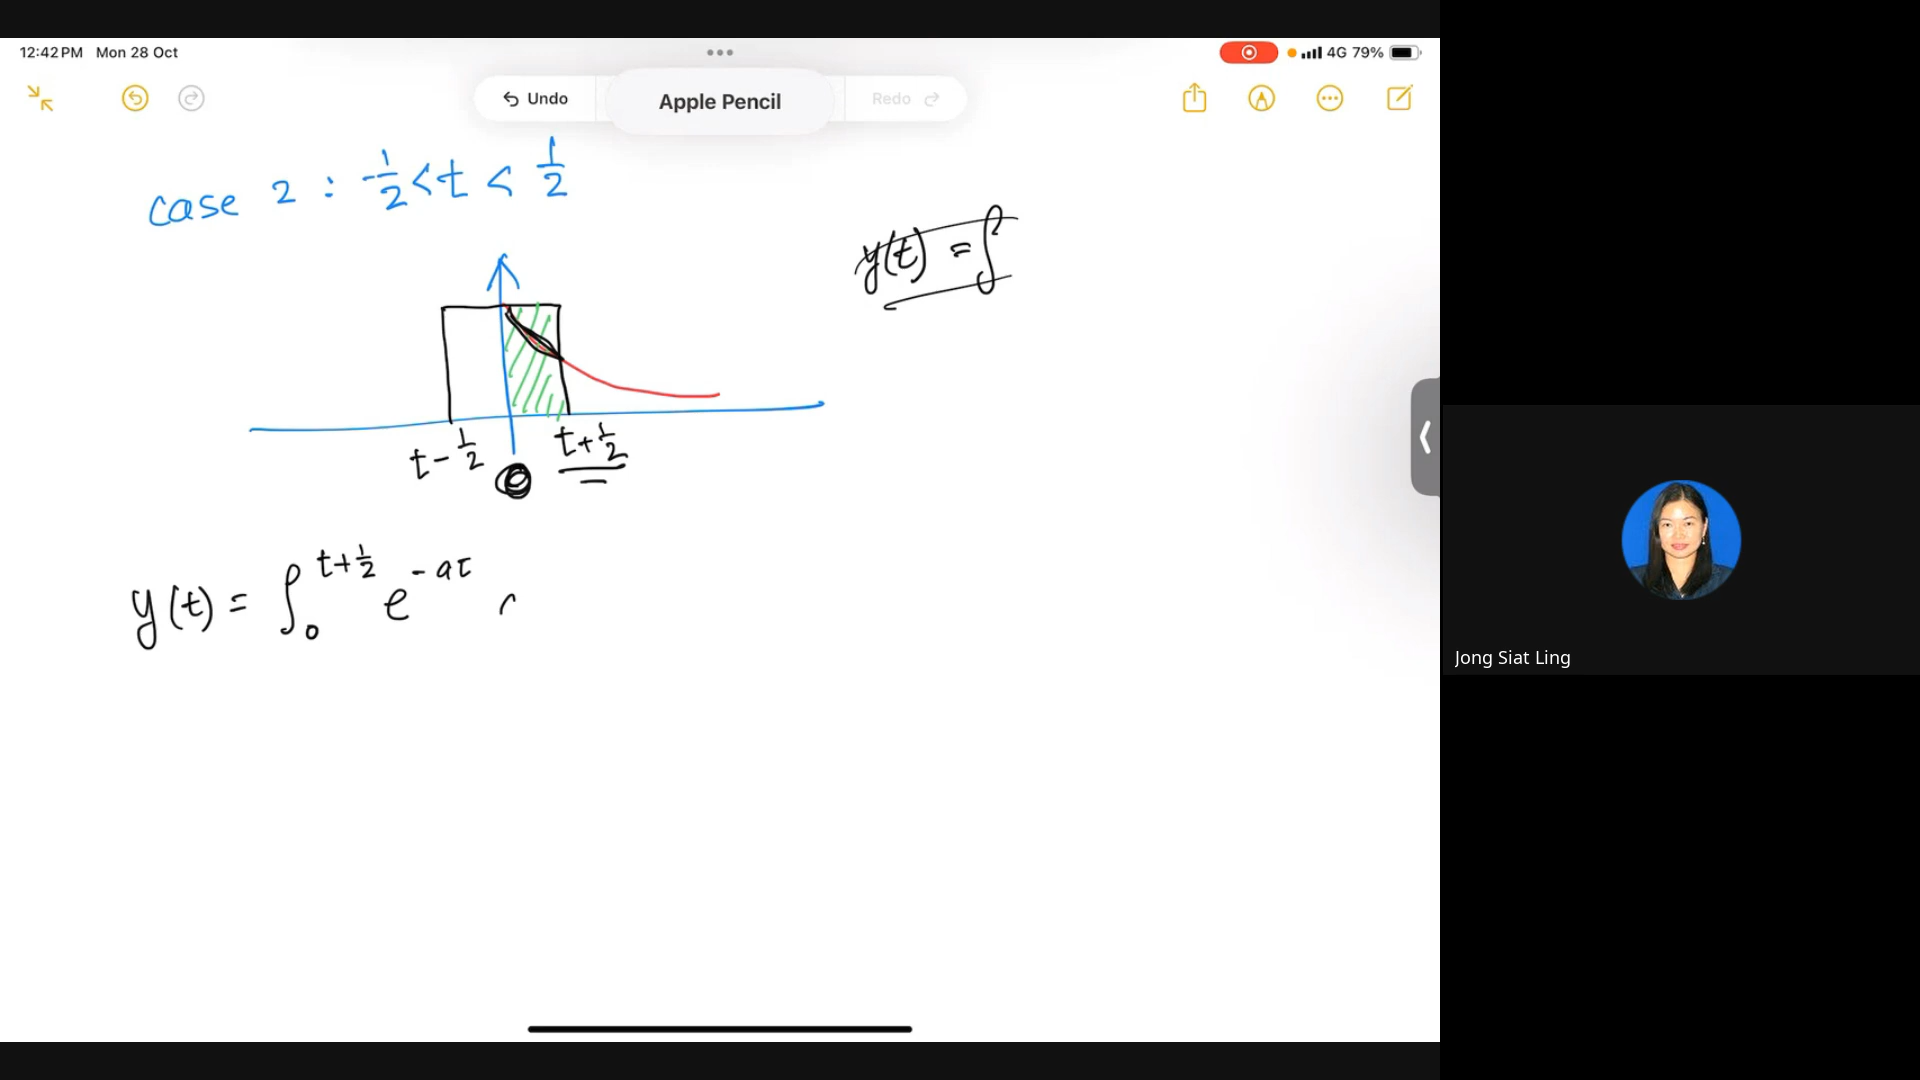 12:42 PM Mon 28 Oct
4G 79%
Undo
Apple Pencil
Redo
case 2 : -1/2 < t < 1/2
y(t) = ∫
t - 1/2
0
t + 1/2
y(t) = ∫₀^(t+1/2) e^(-aτ)
Jong Siat Ling